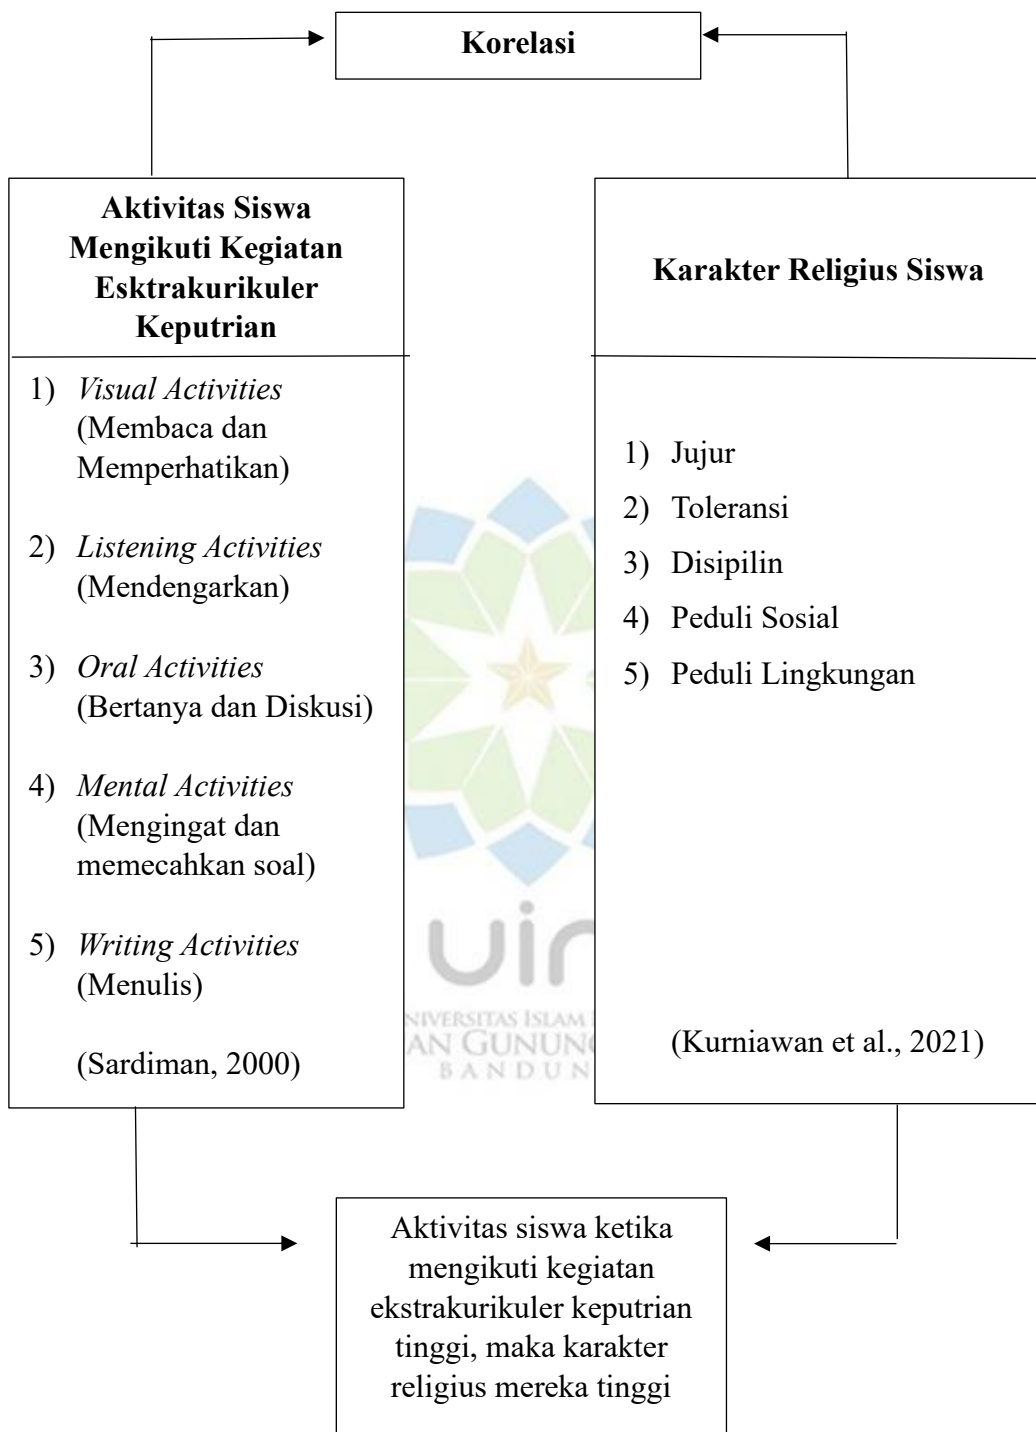 Korelasi
Aktivitas Siswa
Mengikuti Kegiatan
Esktrakurikuler
Keputrian
1) Visual Activities
(Membaca dan
Memperhatikan)
2) Listening Activities
(Mendengarkan)
3) Oral Activities
(Bertanya dan Diskusi)
4) Mental Activities
(Mengingat dan
memecahkan soal)
5) Writing Activities
(Menulis)
(Sardiman, 2000)
Karakter Religius Siswa
1) Jujur
2) Toleransi
3) Disipilin
4) Peduli Sosial
5) Peduli Lingkungan
(Kurniawan et al., 2021)
ISLAM
Aktivitas siswa ketika
mengikuti kegiatan
ekstrakurikuler keputrian
tinggi, maka karakter
religius mereka tinggi